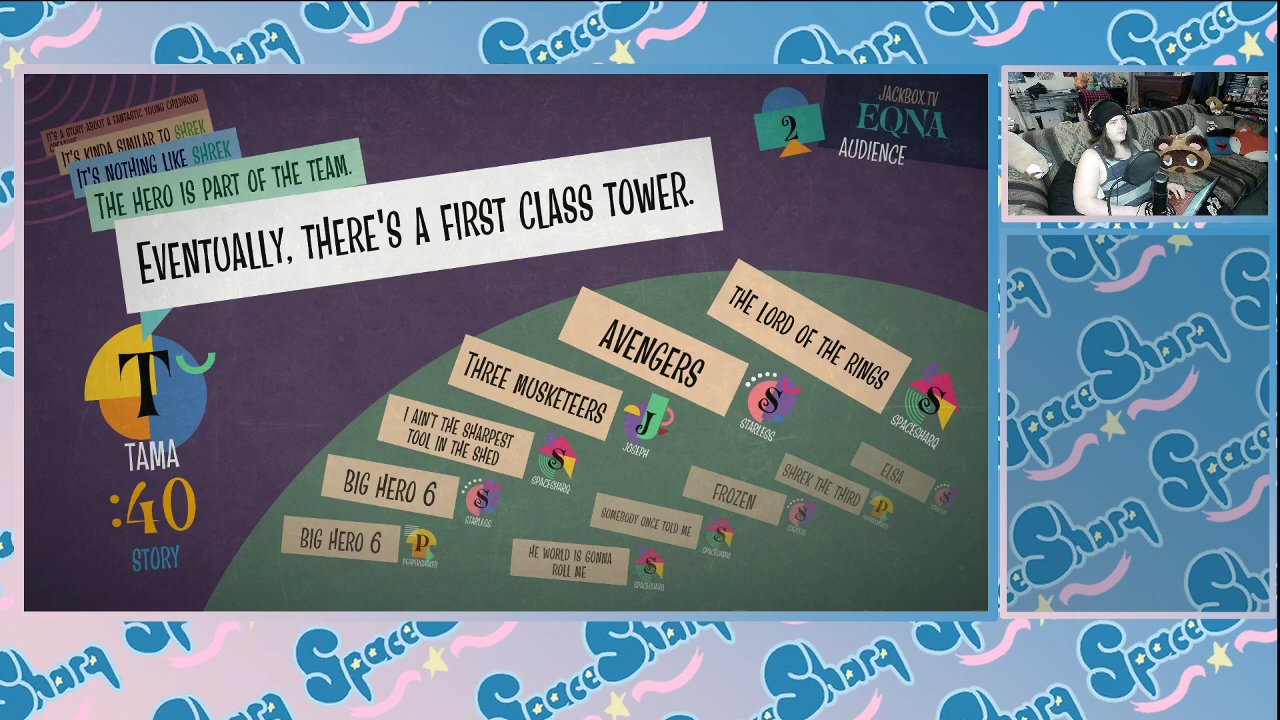 IT'S A STORY ABOUT A FANTASTIC YOUNG CHILDHOOD
IT'S KINDA SIMILAR TO SHREK
IT'S NOTHING LIKE SHREK
THE HERO IS PART OF THE TEAM.
EVENTUALLY, THERE'S A FIRST CLASS TOWER.
T
TAMA
:40
STORY
2
JACKBOX.TV
EQNA
AUDIENCE
THE LORD OF THE RINGS
S
SPACESHARQ
AVENGERS
S
STARLESS
THREE MUSKETEERS
J
JOSEPH
I AIN'T THE SHARPEST
TOOL IN THE SHED
S
SPACESHARQ
BIG HERO 6
S
STARLESS
BIG HERO 6
P
ELSA
S
SHREK THE THIRD
P
FROZEN
S
STARLESS
SOMEBODY ONCE TOLD ME
S
SPACESHARQ
HE WORLD IS GONNA
ROLL ME
S
SPACESHARQ
Space Sharq